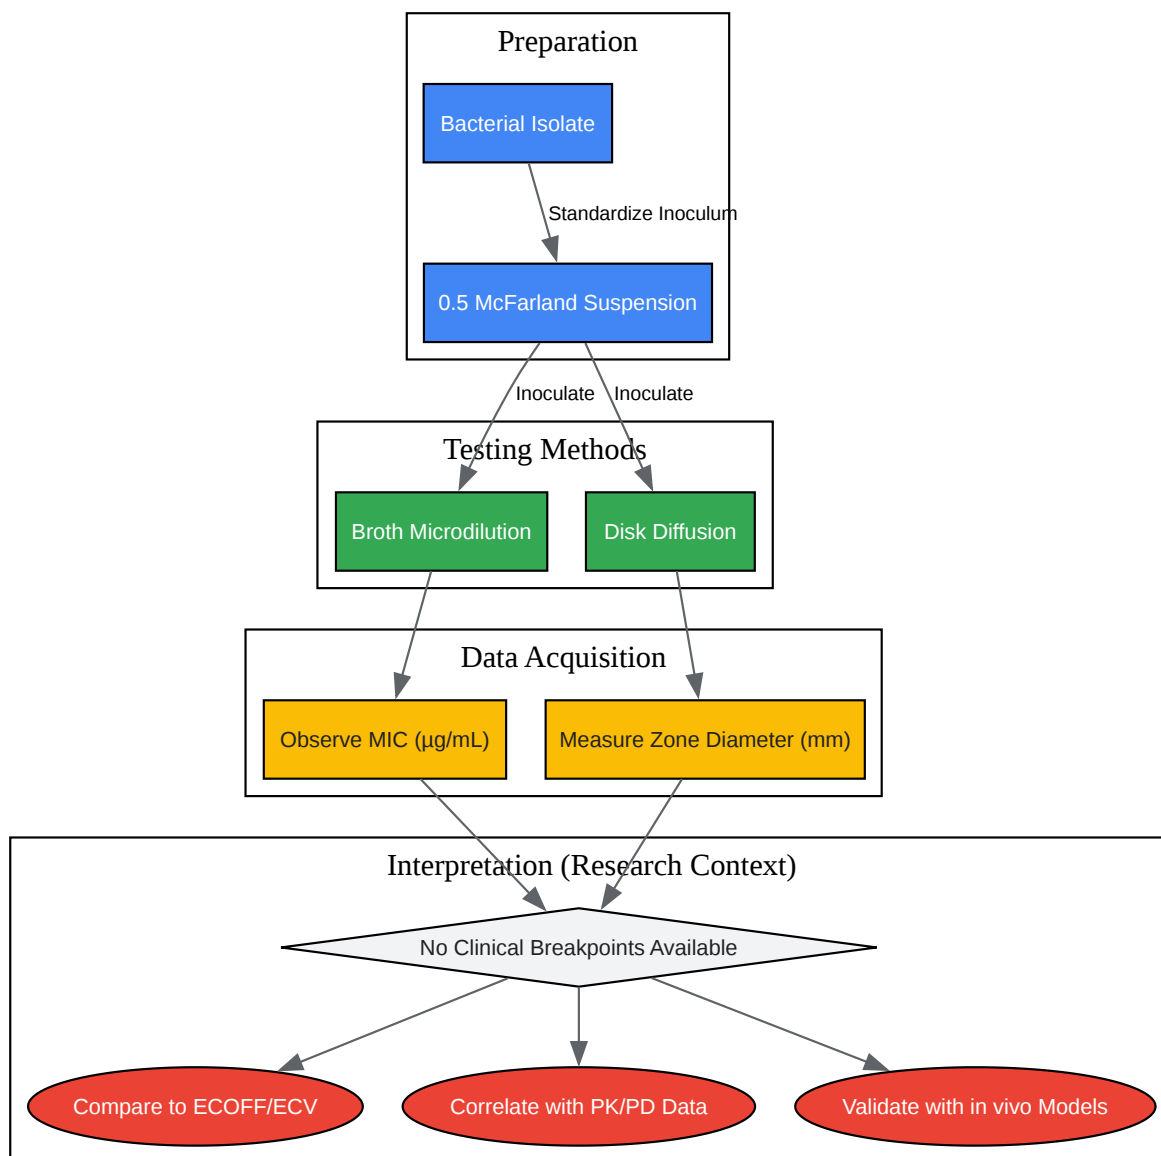 Preparation
Bacterial Isolate
Standardize Inoculum
0.5 McFarland Suspension
Inoculate
Inoculate
Testing Methods
Broth Microdilution
Disk Diffusion
Data Acquisition
Observe MIC (µg/mL)
Measure Zone Diameter (mm)
Interpretation (Research Context)
No Clinical Breakpoints Available
Compare to ECOFF/ECV
Correlate with PK/PD Data
Validate with in vivo Models